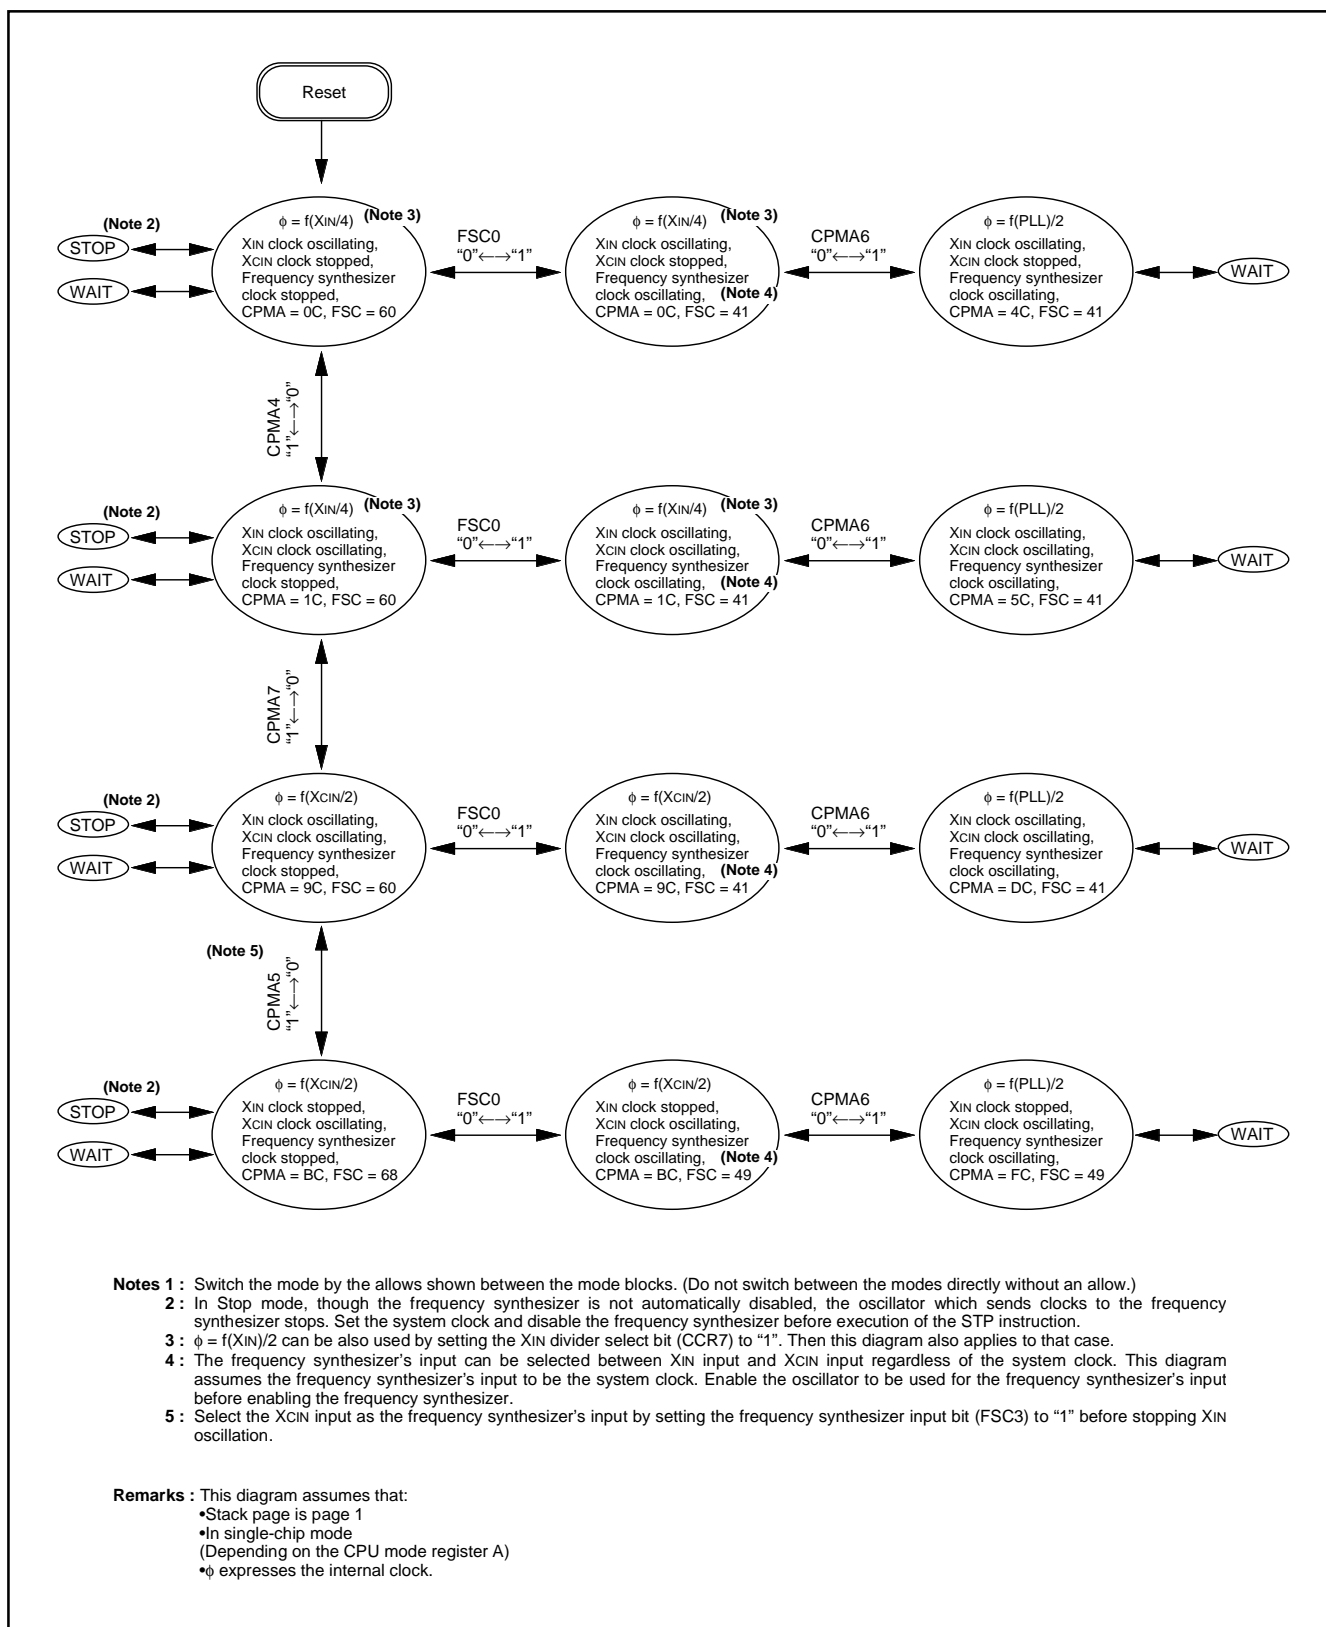 Reset
(Note 2)
STOP
WAIT
φ = f(XIN/4) (Note 3)
XIN clock oscillating,
XCIN clock stopped,
Frequency synthesizer
clock stopped,
CPMA = 0C, FSC = 60
FSC0
“0”←→“1”
φ = f(XIN/4) (Note 3)
XIN clock oscillating,
XCIN clock stopped,
Frequency synthesizer
clock oscillating, (Note 4)
CPMA = 0C, FSC = 41
CPMA6
“0”←→“1”
φ = f(PLL)/2
XIN clock oscillating,
XCIN clock stopped,
Frequency synthesizer
clock oscillating,
CPMA = 4C, FSC = 41
WAIT
CPMA4
“1”←→“0”
(Note 2)
STOP
WAIT
φ = f(XIN/4) (Note 3)
XIN clock oscillating,
XCIN clock oscillating,
Frequency synthesizer
clock stopped,
CPMA = 1C, FSC = 60
FSC0
“0”←→“1”
φ = f(XIN/4) (Note 3)
XIN clock oscillating,
XCIN clock oscillating,
Frequency synthesizer
clock oscillating, (Note 4)
CPMA = 1C, FSC = 41
CPMA6
“0”←→“1”
φ = f(PLL)/2
XIN clock oscillating,
XCIN clock oscillating,
Frequency synthesizer
clock oscillating,
CPMA = 5C, FSC = 41
WAIT
CPMA7
“1”←→“0”
(Note 2)
STOP
WAIT
φ = f(XCIN/2)
XIN clock oscillating,
XCIN clock oscillating,
Frequency synthesizer
clock stopped,
CPMA = 9C, FSC = 60
FSC0
“0”←→“1”
φ = f(XCIN/2)
XIN clock oscillating,
XCIN clock oscillating,
Frequency synthesizer
clock oscillating, (Note 4)
CPMA = 9C, FSC = 41
CPMA6
“0”←→“1”
φ = f(PLL)/2
XIN clock oscillating,
XCIN clock oscillating,
Frequency synthesizer
clock oscillating,
CPMA = DC, FSC = 41
WAIT
(Note 5)
CPMA5
“1”←→“0”
(Note 2)
STOP
WAIT
φ = f(XCIN/2)
XIN clock stopped,
XCIN clock oscillating,
Frequency synthesizer
clock stopped,
CPMA = BC, FSC = 68
FSC0
“0”←→“1”
φ = f(XCIN/2)
XIN clock stopped,
XCIN clock oscillating,
Frequency synthesizer
clock oscillating, (Note 4)
CPMA = BC, FSC = 49
CPMA6
“0”←→“1”
φ = f(PLL)/2
XIN clock stopped,
XCIN clock oscillating,
Frequency synthesizer
clock oscillating,
CPMA = FC, FSC = 49
WAIT
Notes 1 : Switch the mode by the allows shown between the mode blocks. (Do not switch between the modes directly without an allow.)
2 : In Stop mode, though the frequency synthesizer is not automatically disabled, the oscillator which sends clocks to the frequency
synthesizer stops. Set the system clock and disable the frequency synthesizer before execution of the STP instruction.
3 : φ = f(XIN)/2 can be also used by setting the XIN divider select bit (CCR7) to “1”. Then this diagram also applies to that case.
4 : The frequency synthesizer’s input can be selected between XIN input and XCIN input regardless of the system clock. This diagram
assumes the frequency synthesizer’s input to be the system clock. Enable the oscillator to be used for the frequency synthesizer’s input
before enabling the frequency synthesizer.
5 : Select the XCIN input as the frequency synthesizer’s input by setting the frequency synthesizer input bit (FSC3) to “1” before stopping XIN
oscillation.
Remarks : This diagram assumes that:
•Stack page is page 1
•In single-chip mode
(Depending on the CPU mode register A)
•φ expresses the internal clock.